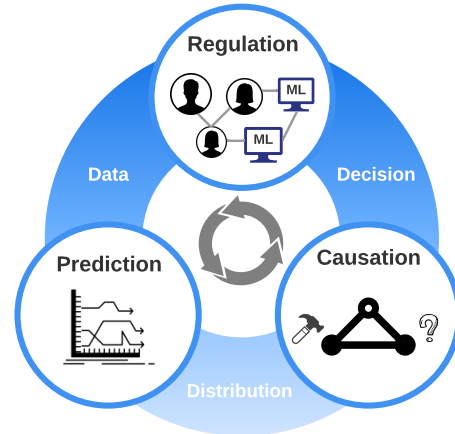 Regulation
ML
ML
Data
Decision
Prediction
Causation
?
Distribution